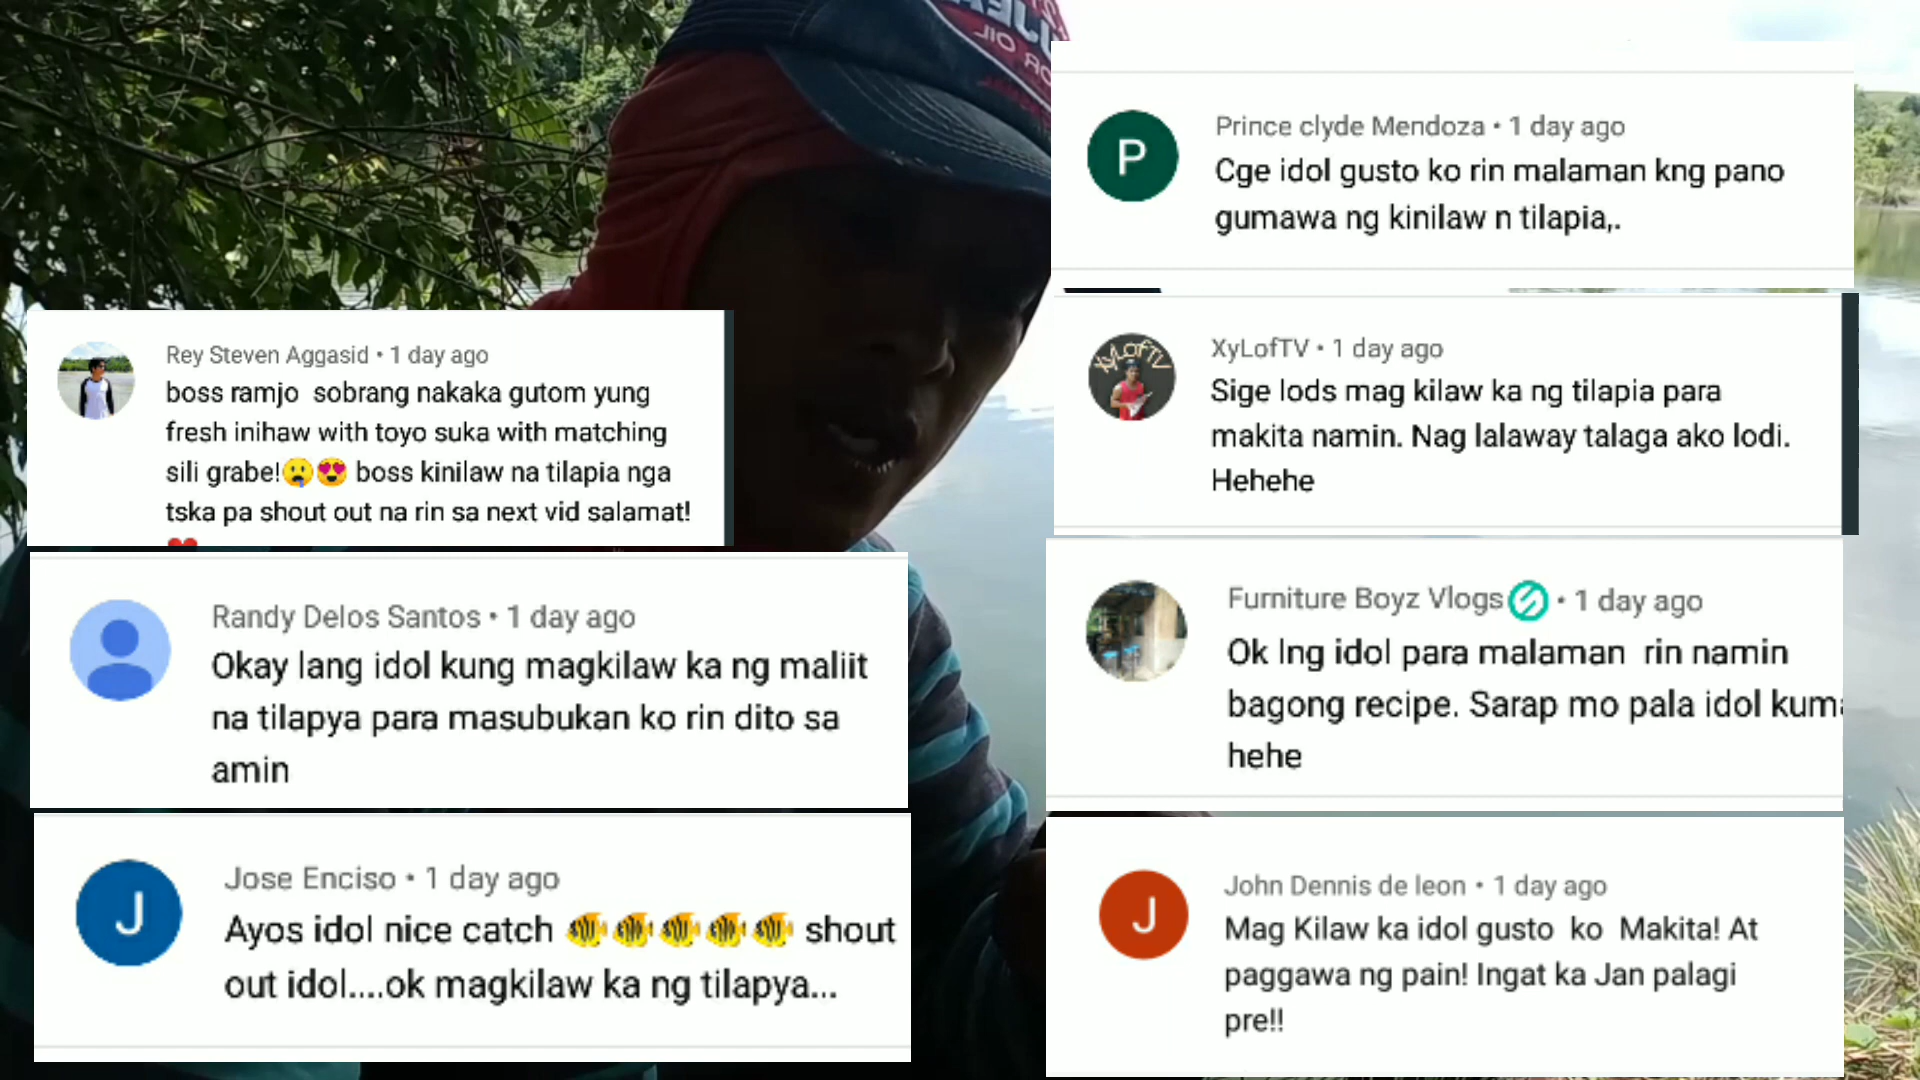 Rey Steven Aggasid • 1 day ago
boss ramjo sobrang nakaka gutom yung
fresh inihaw with toyo suka with matching
sili grabe!🤤😍 boss kinilaw na tilapia nga
tska pa shout out na rin sa next vid salamat!
❤
Randy Delos Santos • 1 day ago
Okay lang idol kung magkilaw ka ng maliit
na tilapya para masubukan ko rin dito sa
amin
J
Jose Enciso • 1 day ago
Ayos idol nice catch 🐠🐠🐠🐠🐠 shout
out idol....ok magkilaw ka ng tilapya...
P
Prince clyde Mendoza • 1 day ago
Cge idol gusto ko rin malaman kng pano
gumawa ng kinilaw n tilapia,.
XyLofTV
XyLofTV • 1 day ago
Sige lods mag kilaw ka ng tilapia para
makita namin. Nag lalaway talaga ako lodi.
Hehehe
Furniture Boyz Vlogs • 1 day ago
Ok lng idol para malaman rin namin
bagong recipe. Sarap mo pala idol
hehe
J
John Dennis de leon • 1 day ago
Mag Kilaw ka idol gusto ko Makita! At
paggawa ng pain! Ingat ka Jan palagi
pre!!